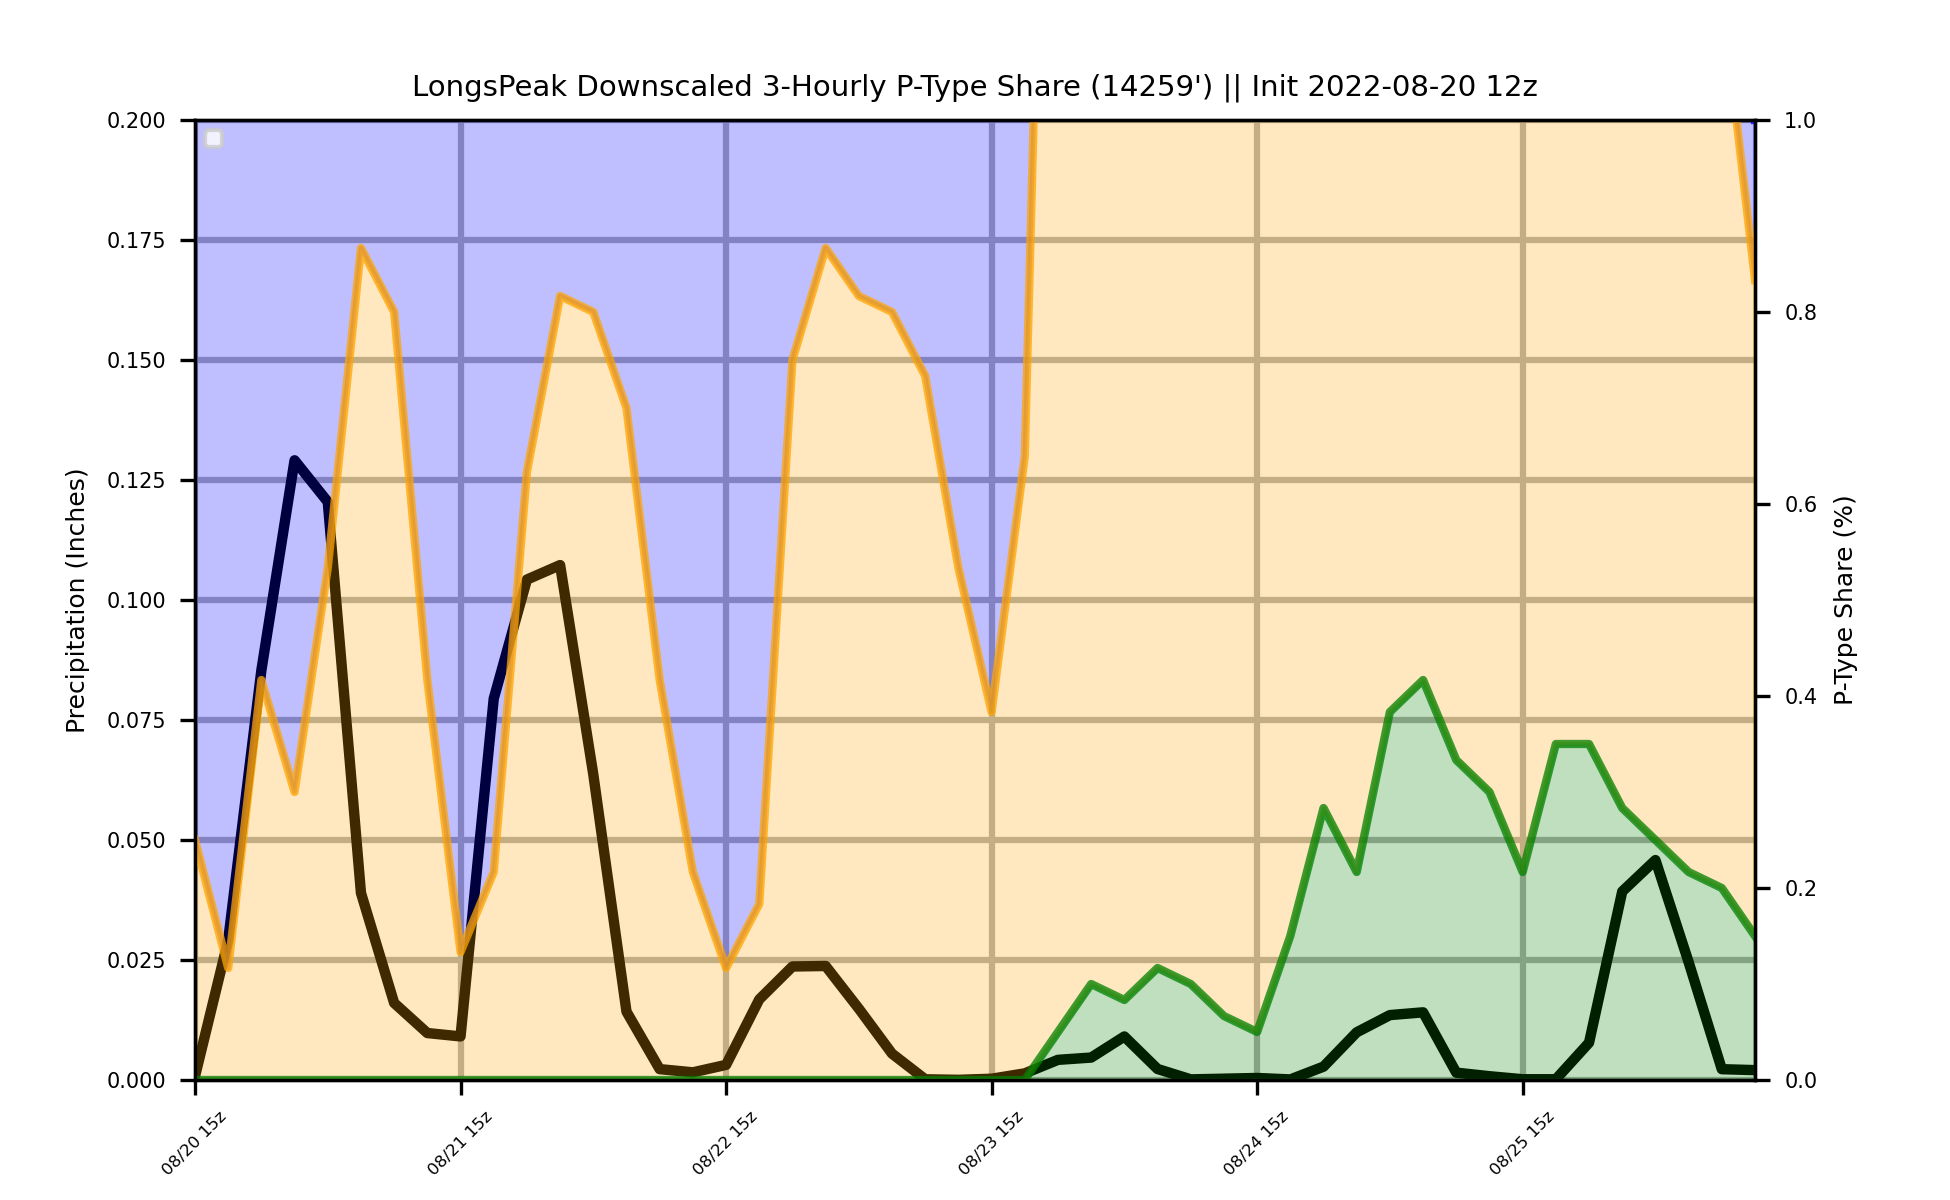 LongsPeak Downscaled 3-Hourly P-Type Share (14259') || Init 2022-08-20 12z
Precipitation (Inches)
0.200
0.175
0.150
0.125
0.100
0.075
0.050
0.025
0.000
1.0
0.8
0.6
0.4
0.2
0.0
P-Type Share (%)
08/20 15z
08/21 15z
08/22 15z
08/23 15z
08/24 15z
08/25 15z